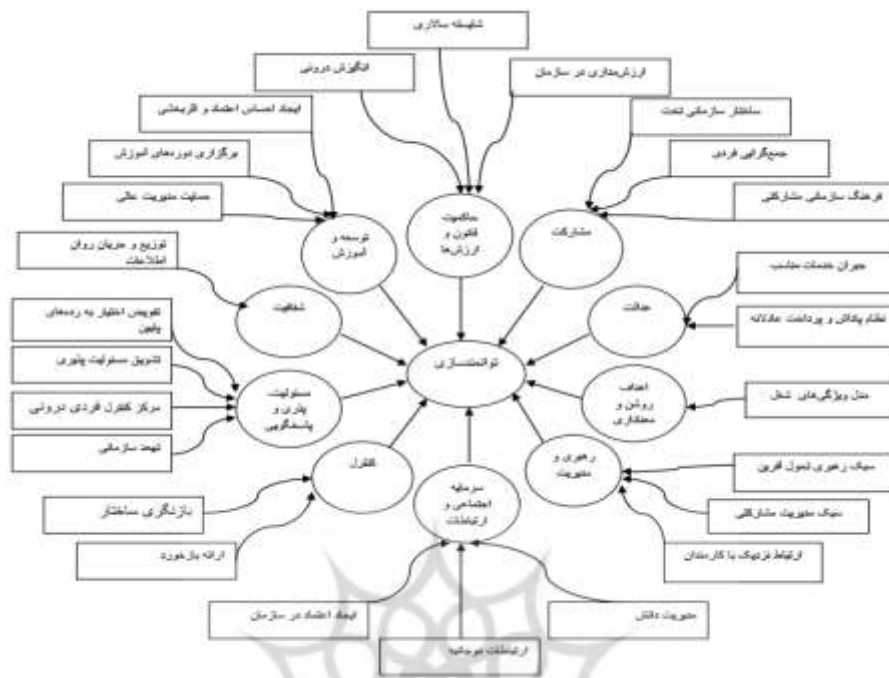 شایسته سالاری
انگیزش درونی
ارزش‌مداری در سازمان
ایجاد احساس اعتماد و اثربخشی
ساختار سازمانی تخت
برگزاری دوره‌های آموزش
جمع‌گرایی فردی
حمایت مدیریت عالی
فرهنگ سازمانی مشارکتی
توسعه و
آموزش
حاکمیت
قانون و
ارزش‌ها
مشارکت
توزیع و جریان روان
اطلاعات
شفافیت
عدالت
جبران خدمات مناسب
نظام پاداش و پرداخت عادلانه
تفویض اختیار به رده‌های
پایین
تشویق مسئولیت پذیری
مرکز کنترل فردی درونی
تعهد سازمانی
مسئولیت
پذیری و
پاسخگویی
توانمندسازی
اهداف
روشن و
معناداری
مدل ویژگی‌های شغل
کنترل
سرمایه
اجتماعی و
ارتباطات
رهبری و
مدیریت
سبک رهبری تحول آفرین
سبک مدیریت مشارکتی
ارتباط نزدیک با کارمندان
بازنگری ساختار
ارائه بازخورد
ایجاد اعتماد در سازمان
مدیریت دانش
ارتباطات دوجانبه